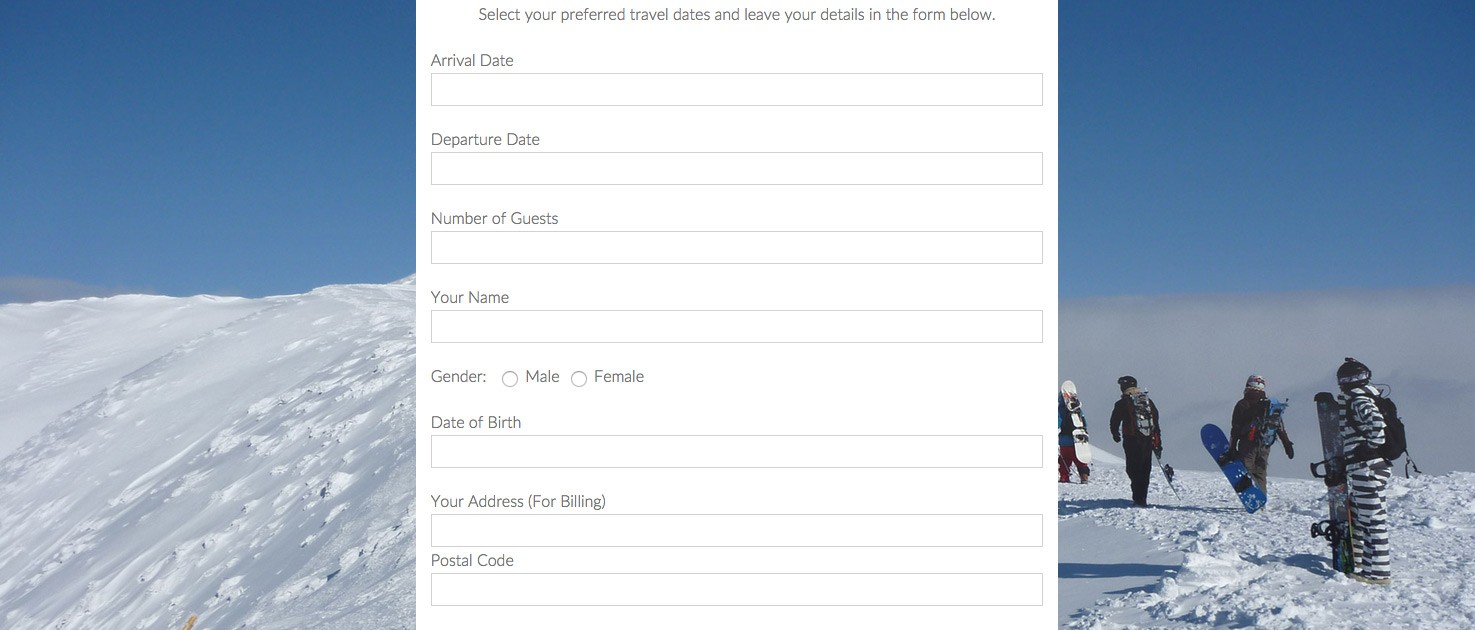 Select your preferred travel dates and leave your details in the form below.
Arrival Date
Departure Date
Number of Guests
Your Name
Gender: Male Female
Date of Birth
Your Address (For Billing)
Postal Code